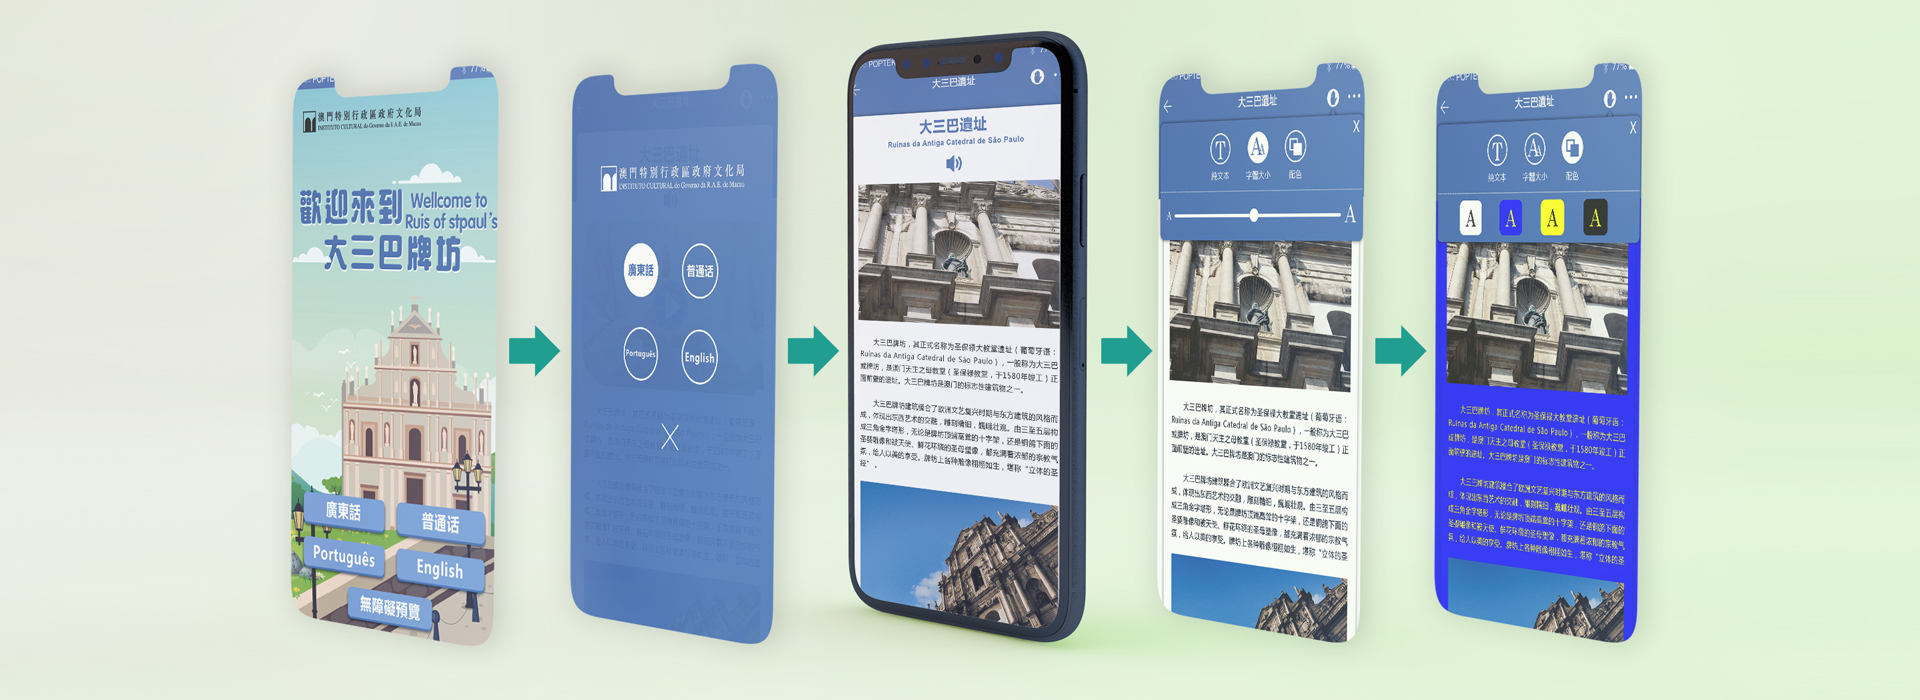 POPTE
77%
澳門特別行政區政府文化局
INSTITUTO CULTURAL do Governo da R.A.E. de Macau
歡迎來到
Wellcome to
Ruis of stpaul's
大三巴牌坊
廣東話
普通话
Português
English
無障礙預覽
澳門特別行政區政府文化局
INSTITUTO CULTURAL do Governo da R.A.E. de Macau
廣東話
普通话
Português
English
POPTEK
大三巴遺址
大三巴遺址
Ruínas da Antiga Catedral de São Paulo
大三巴牌坊，其正式名称为圣保禄大教堂遗址（葡萄牙语：
Ruínas da Antiga Catedral de São Paulo），一般称为大三巴
或牌坊，是澳门天主之母教堂（圣保禄教堂，于1580年竣工）正
面前壁的遗址。大三巴牌坊是澳门的标志性建筑物之一。
大三巴牌坊建筑糅合了欧洲文艺复兴时期与东方建筑的风格而
成，体现出东西艺术的交融，雕刻精细，巍峨壮观。由三至五层构
成三角金字塔形，无论是牌坊顶端高耸的十字架，还是铜鸽下面的
圣婴雕像和被天使、鲜花环绕的圣母塑像，都充满着浓郁的宗教气
氛，给人以美的享受。牌坊上各种雕像栩栩如生，堪称“立体的圣
经”。
POPTE
77%
大三巴遺址
X
T
A
純文本
字體大小
配色
A
A
大三巴牌坊，其正式名称为圣保禄大教堂遗址（葡萄牙语：
Ruínas da Antiga Catedral de São Paulo），一般称为大三巴
或牌坊，是澳门天主之母教堂（圣保禄教堂，于1580年竣工）正
面前壁的遗址。大三巴牌坊是澳门的标志性建筑物之一。
大三巴牌坊建筑糅合了欧洲文艺复兴时期与东方建筑的风格而
成，体现出东西艺术的交融，雕刻精细，巍峨壮观。由三至五层构
成三角金字塔形，无论是牌坊顶端高耸的十字架，还是铜鸽下面的
圣婴雕像和被天使、鲜花环绕的圣母塑像，都充满着浓郁的宗教气
氛，给人以美的享受。牌坊上各种雕像栩栩如生，堪称“立体的圣
POPTE
77%
大三巴遺址
X
T
AA
純文本
字體大小
配色
A
A
A
A
大三巴牌坊，其正式名称为圣保禄大教堂遗址（葡萄牙语：
Ruínas da Antiga Catedral de São Paulo），一般称为大三巴
或牌坊，是澳门天主之母教堂（圣保禄教堂，于1580年竣工）正
面前壁的遗址。大三巴牌坊是澳门的标志性建筑物之一。
大三巴牌坊建筑糅合了欧洲文艺复兴时期与东方建筑的风格而
成，体现出东西艺术的交融，雕刻精细，巍峨壮观。由三至五层构
成三角金字塔形，无论是牌坊顶端高耸的十字架，还是铜鸽下面的
圣婴雕像和被天使、鲜花环绕的圣母塑像，都充满着浓郁的宗教气
氛，给人以美的享受。牌坊上各种雕像栩栩如生，堪称“立体的圣